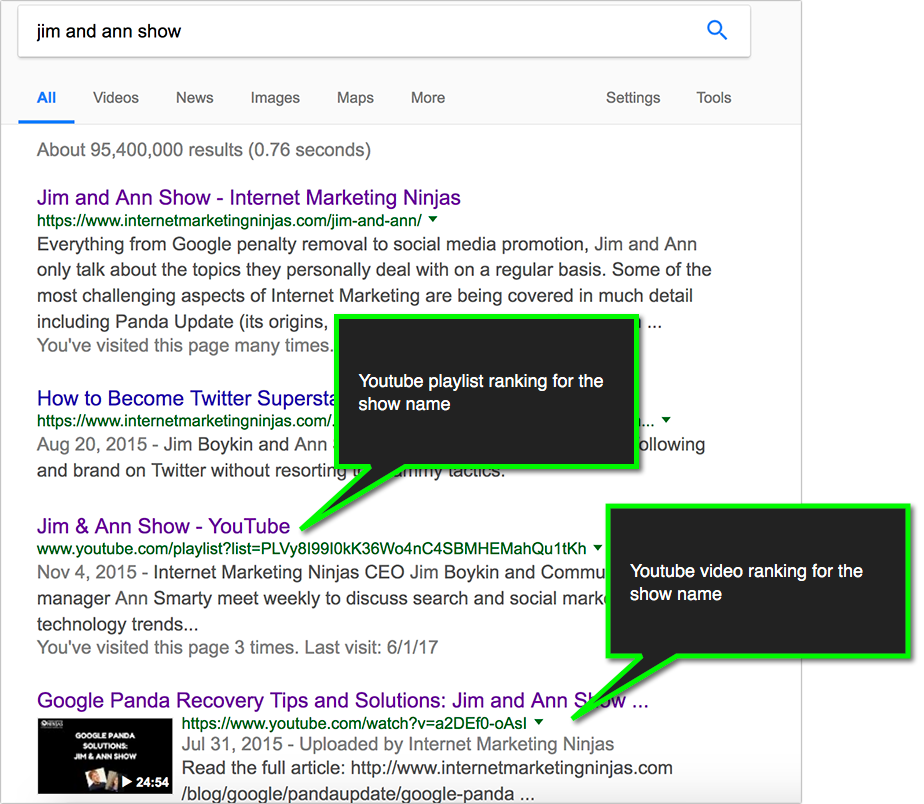 jim and ann show
All Videos News Images Maps More Settings Tools
About 95,400,000 results (0.76 seconds)
Jim and Ann Show - Internet Marketing Ninjas
https://www.internetmarketingninjas.com/jim-and-ann/
Everything from Google penalty removal to social media promotion, Jim and Ann
only talk about the topics they personally deal with on a regular basis. Some of the
most challenging aspects of Internet Marketing are being covered in much detail
including Panda Update (its origins, ...
You've visited this page many times.
Youtube playlist ranking for the
show name
How to Become Twitter Supersta
https://www.internetmarketingninjas.com/. ...
Aug 20, 2015 - Jim Boykin and Ann ollowing
and brand on Twitter without resorting to tactics.
Jim & Ann Show - YouTube
www.youtube.com/playlist?list=PLVy8I99I0kK36Wo4nC4SBMHEMahQu1tKh
Nov 4, 2015 - Internet Marketing Ninjas CEO Jim Boykin and Commu
manager Ann Smarty meet weekly to discuss search and social mark
technology trends...
You've visited this page 3 times. Last visit: 6/1/17
Youtube video ranking for the
show name
Google Panda Recovery Tips and Solutions: Jim and Ann Show ...
https://www.youtube.com/watch?v=a2DEf0-oAsI
Jul 31, 2015 - Uploaded by Internet Marketing Ninjas
Read the full article: http://www.internetmarketingninjas.com
/blog/google/pandaupdate/google-panda ...
NINJAS
GOOGLE PANDA
SOLUTIONS:
JIM & ANN SHOW
24:54